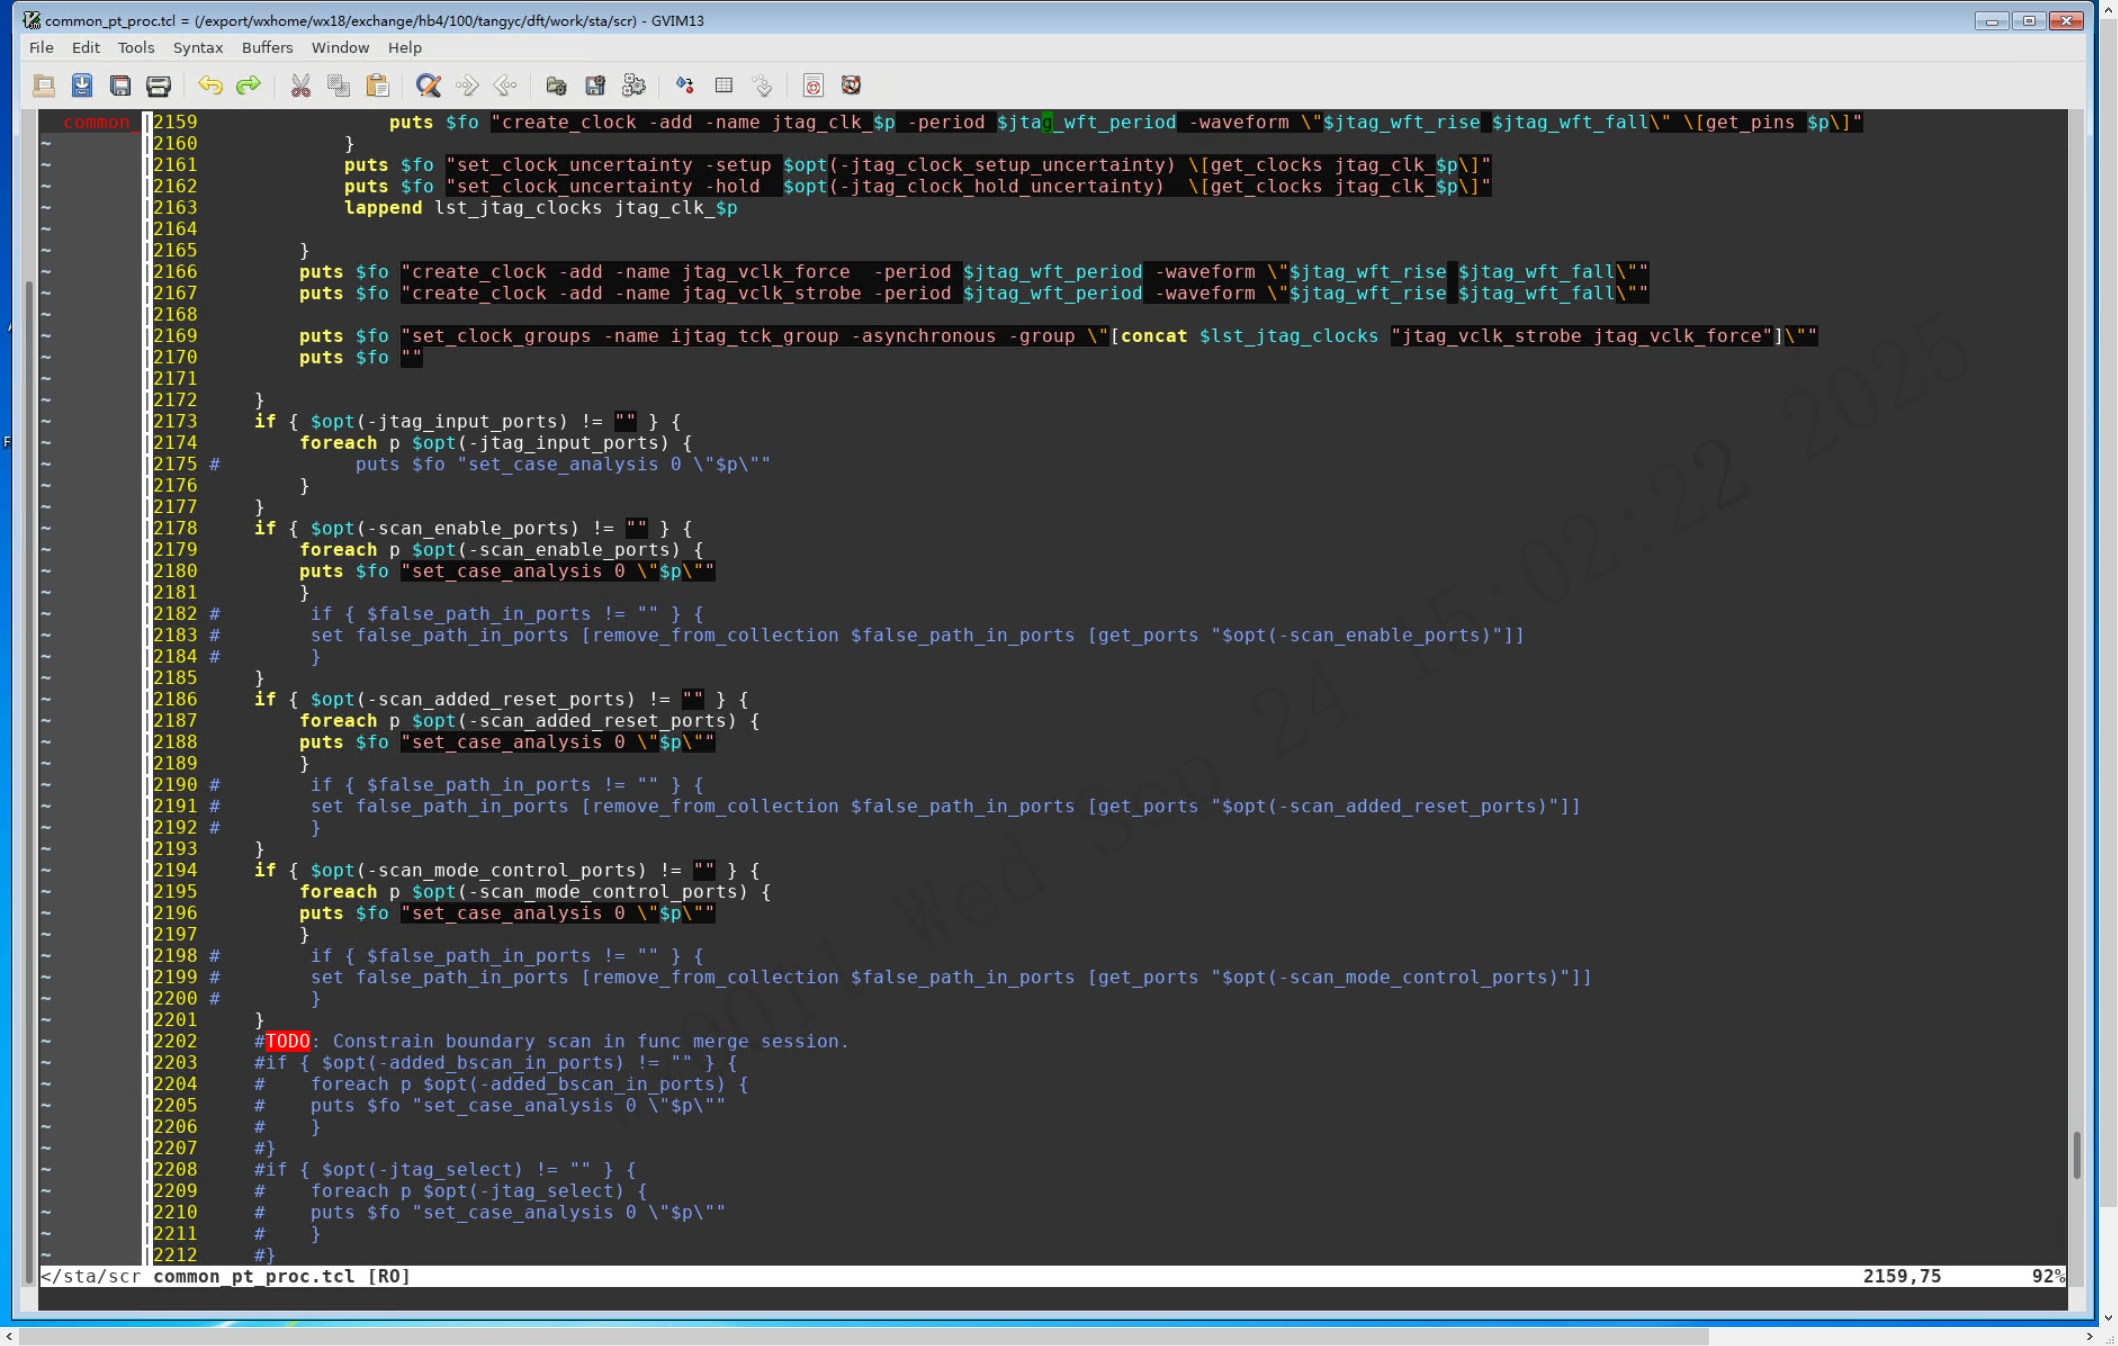 common_pt_proc.tcl = (/export/wxhome/wx18/exchange/hb4/100/tangyc/dft/work/sta/scr) - GVIM13
File Edit Tools Syntax Buffers Window Help
common_
2159                 puts $fo "create_clock -add -name jtag_clk_$p -period $jtag_wft_period -waveform \"$jtag_wft_rise $jtag_wft_fall\" \[get_pins $p\]"
2160             }
2161             puts $fo "set_clock_uncertainty -setup $opt(-jtag_clock_setup_uncertainty) \[get_clocks jtag_clk_$p\]"
2162             puts $fo "set_clock_uncertainty -hold  $opt(-jtag_clock_hold_uncertainty)  \[get_clocks jtag_clk_$p\]"
2163             lappend lst_jtag_clocks jtag_clk_$p
2164
2165         }
2166         puts $fo "create_clock -add -name jtag_vclk_force  -period $jtag_wft_period -waveform \"$jtag_wft_rise $jtag_wft_fall\""
2167         puts $fo "create_clock -add -name jtag_vclk_strobe -period $jtag_wft_period -waveform \"$jtag_wft_rise $jtag_wft_fall\""
2168
2169         puts $fo "set_clock_groups -name ijtag_tck_group -asynchronous -group \"[concat $lst_jtag_clocks "jtag_vclk_strobe jtag_vclk_force"]\""
2170         puts $fo ""
2171
2172     }
2173     if { $opt(-jtag_input_ports) != "" } {
2174         foreach p $opt(-jtag_input_ports) {
2175 #            puts $fo "set_case_analysis 0 \"$p\""
2176         }
2177     }
2178     if { $opt(-scan_enable_ports) != "" } {
2179         foreach p $opt(-scan_enable_ports) {
2180         puts $fo "set_case_analysis 0 \"$p\""
2181         }
2182 #        if { $false_path_in_ports != "" } {
2183 #        set false_path_in_ports [remove_from_collection $false_path_in_ports [get_ports "$opt(-scan_enable_ports)"]]
2184 #        }
2185     }
2186     if { $opt(-scan_added_reset_ports) != "" } {
2187         foreach p $opt(-scan_added_reset_ports) {
2188         puts $fo "set_case_analysis 0 \"$p\""
2189         }
2190 #        if { $false_path_in_ports != "" } {
2191 #        set false_path_in_ports [remove_from_collection $false_path_in_ports [get_ports "$opt(-scan_added_reset_ports)"]]
2192 #        }
2193     }
2194     if { $opt(-scan_mode_control_ports) != "" } {
2195         foreach p $opt(-scan_mode_control_ports) {
2196         puts $fo "set_case_analysis 0 \"$p\""
2197         }
2198 #        if { $false_path_in_ports != "" } {
2199 #        set false_path_in_ports [remove_from_collection $false_path_in_ports [get_ports "$opt(-scan_mode_control_ports)"]]
2200 #        }
2201     }
2202     #TODO: Constrain boundary scan in func merge session.
2203     #if { $opt(-added_bscan_in_ports) != "" } {
2204     #    foreach p $opt(-added_bscan_in_ports) {
2205     #    puts $fo "set_case_analysis 0 \"$p\""
2206     #    }
2207     #}
2208     #if { $opt(-jtag_select) != "" } {
2209     #    foreach p $opt(-jtag_select) {
2210     #    puts $fo "set_case_analysis 0 \"$p\""
2211     #    }
2212     #}
</sta/scr common_pt_proc.tcl [RO] 2159,75 92%
Wed Sep 24 15:02:22 2025